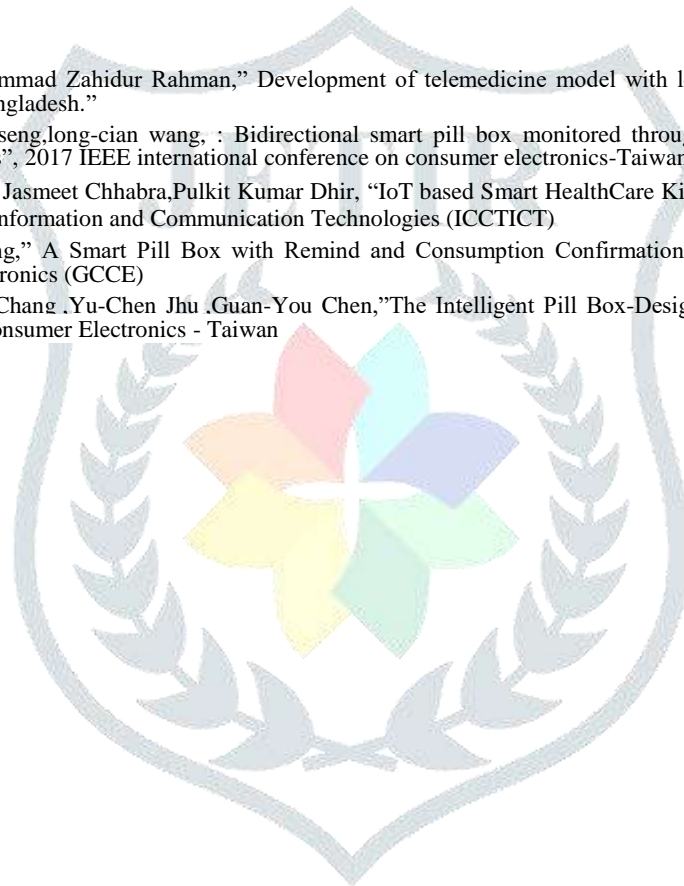 mmad Zahidur Rahman,” Development of telemedicine model with l
ngladesh.”
seng,long-cian wang, : Bidirectional smart pill box monitored throu
s”, 2017 IEEE international conference on consumer electronics-Taiwan
Jasmeet Chhabra,Pulkit Kumar Dhir, “IoT based Smart HealthCare Ki
nformation and Communication Technologies (ICCTICT)
ng,” A Smart Pill Box with Remind and Consumption Confirmation
ronics (GCCE)
Chang ,Yu-Chen Jhu ,Guan-You Chen,”The Intelligent Pill Box-Desig
onsumer Electronics - Taiwan
JETIR